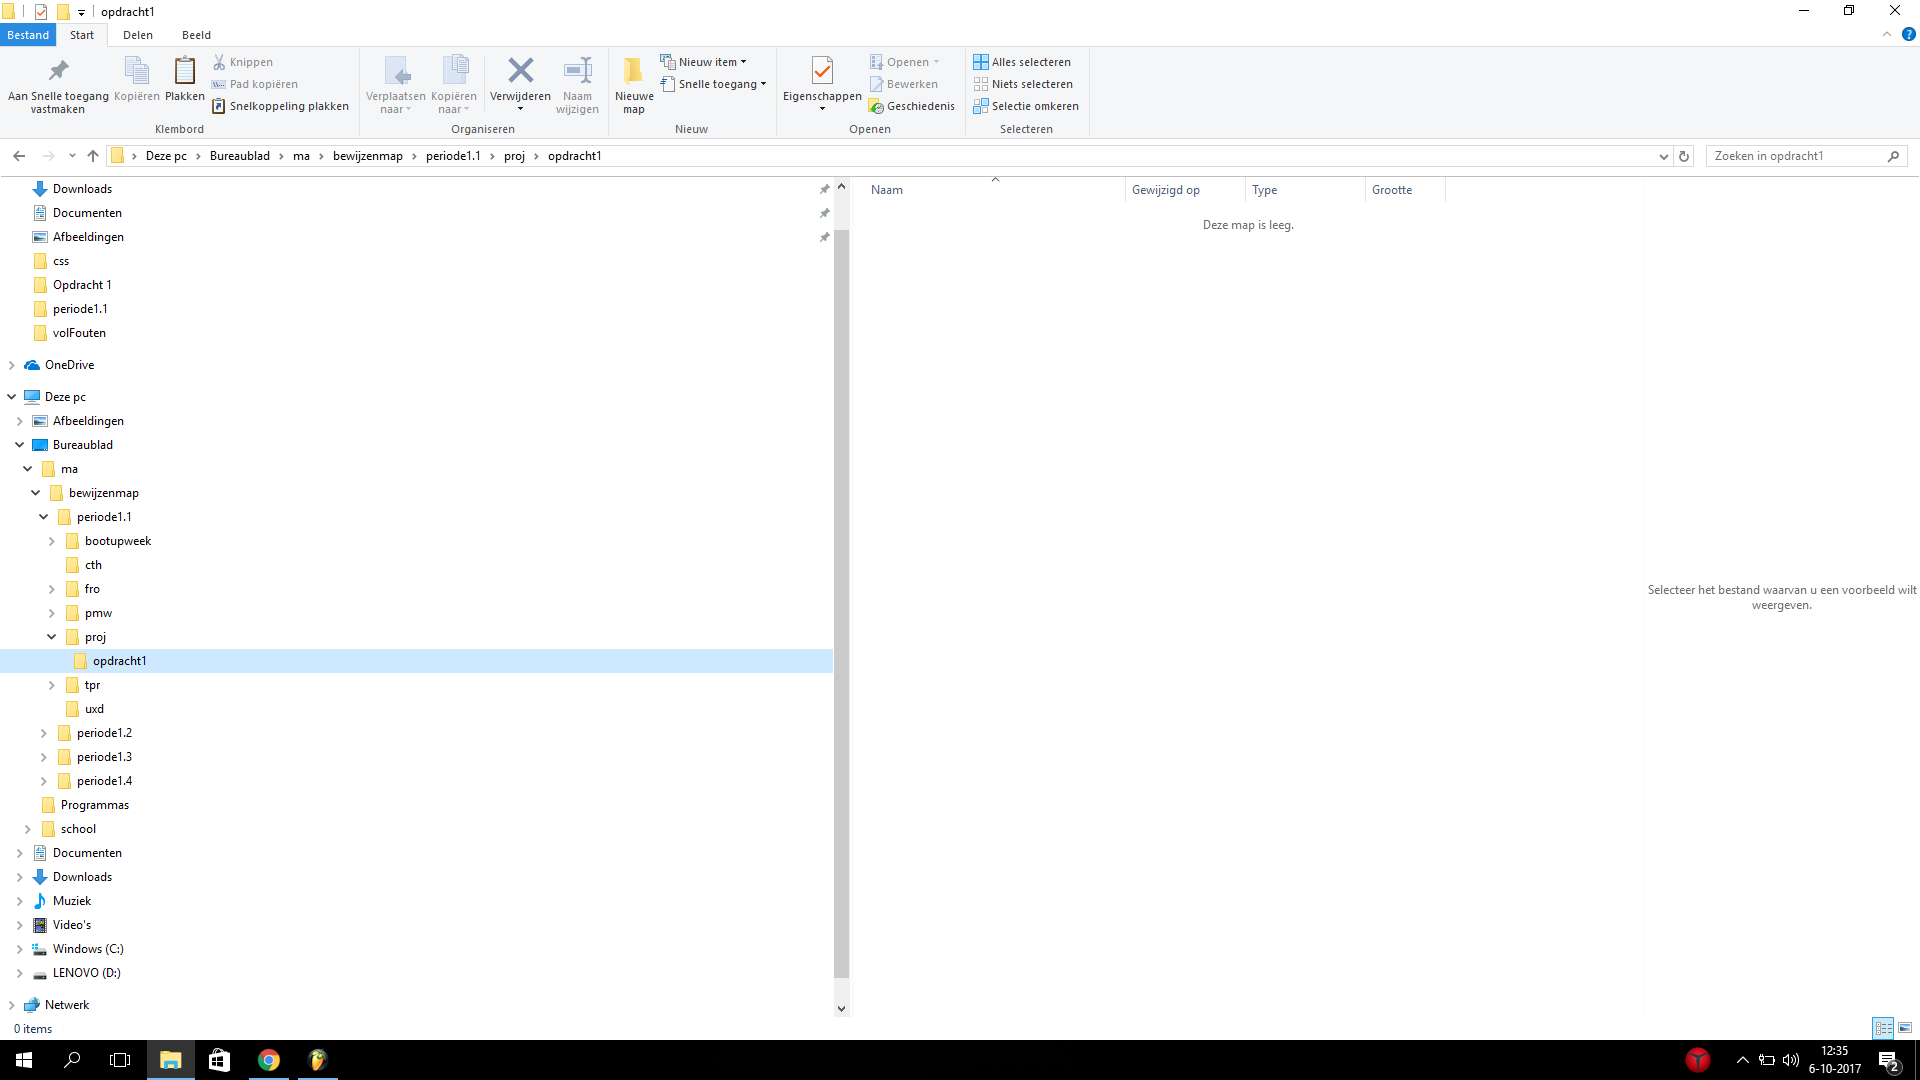 opdracht1
Bestand Start Delen Beeld
Aan Snelle toegang vastmaken
Kopiëren
Plakken
Knippen
Pad kopiëren
Snelkoppeling plakken
Klembord
Verplaatsen naar
Kopiëren naar
Verwijderen
Naam wijzigen
Organiseren
Nieuwe map
Nieuw item
Snelle toegang
Nieuw
Eigenschappen
Openen
Bewerken
Geschiedenis
Openen
Alles selecteren
Niets selecteren
Selectie omkeren
Selecteren
Deze pc Bureaublad ma bewijzenmap periode1.1 proj opdracht1
Zoeken in opdracht1
Downloads
Documenten
Afbeeldingen
css
Opdracht 1
periode1.1
volFouten
OneDrive
Deze pc
Afbeeldingen
Bureaublad
ma
bewijzenmap
periode1.1
bootupweek
cth
fro
pmw
proj
opdracht1
tpr
uxd
periode1.2
periode1.3
periode1.4
Programmas
school
Documenten
Downloads
Muziek
Video's
Windows (C:)
LENOVO (D:)
Netwerk
Naam Gewijzigd op Type Grootte
Deze map is leeg.
Selecteer het bestand waarvan u een voorbeeld wilt
weergeven.
0 items
12:35
6-10-2017
2